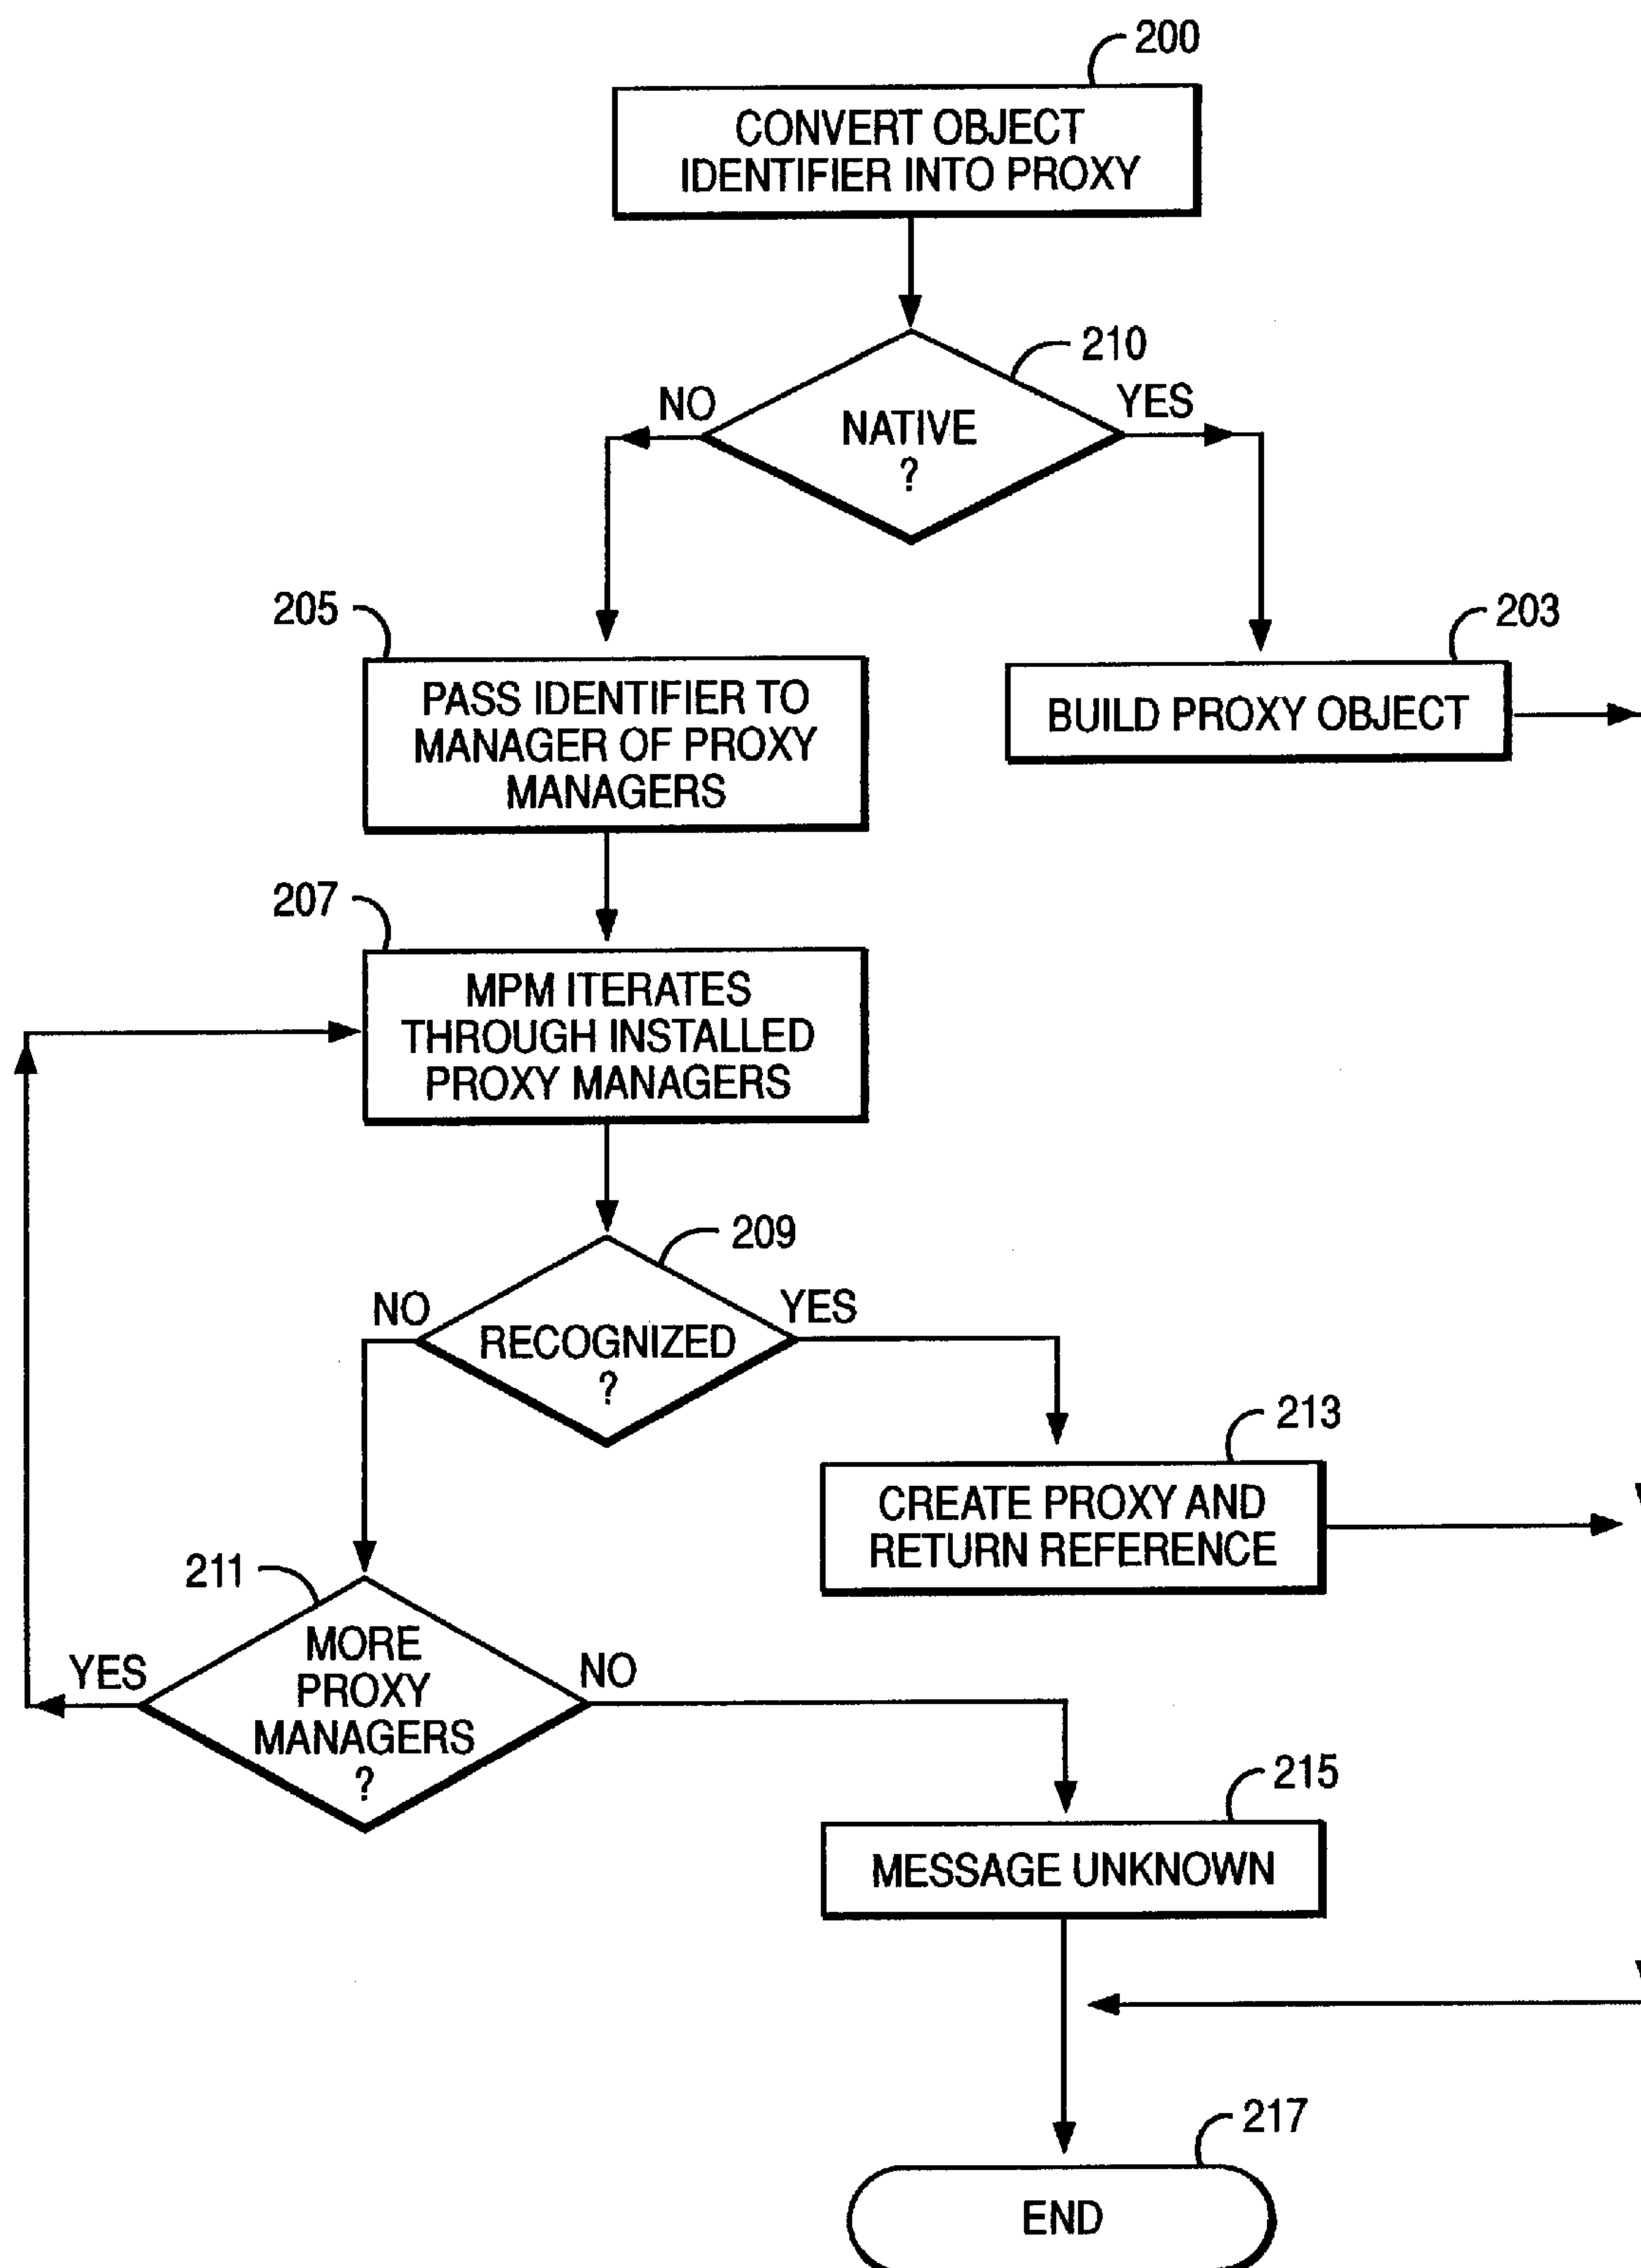 200
CONVERT OBJECT
IDENTIFIER INTO PROXY
210
NO
YES
NATIVE
?
205
203
PASS IDENTIFIER TO
MANAGER OF PROXY
MANAGERS
BUILD PROXY OBJECT
207
MPM ITERATES
THROUGH INSTALLED
PROXY MANAGERS
209
NO
YES
RECOGNIZED
?
213
CREATE PROXY AND
RETURN REFERENCE
211
MORE
PROXY
MANAGERS
?
YES
NO
215
MESSAGE UNKNOWN
217
END